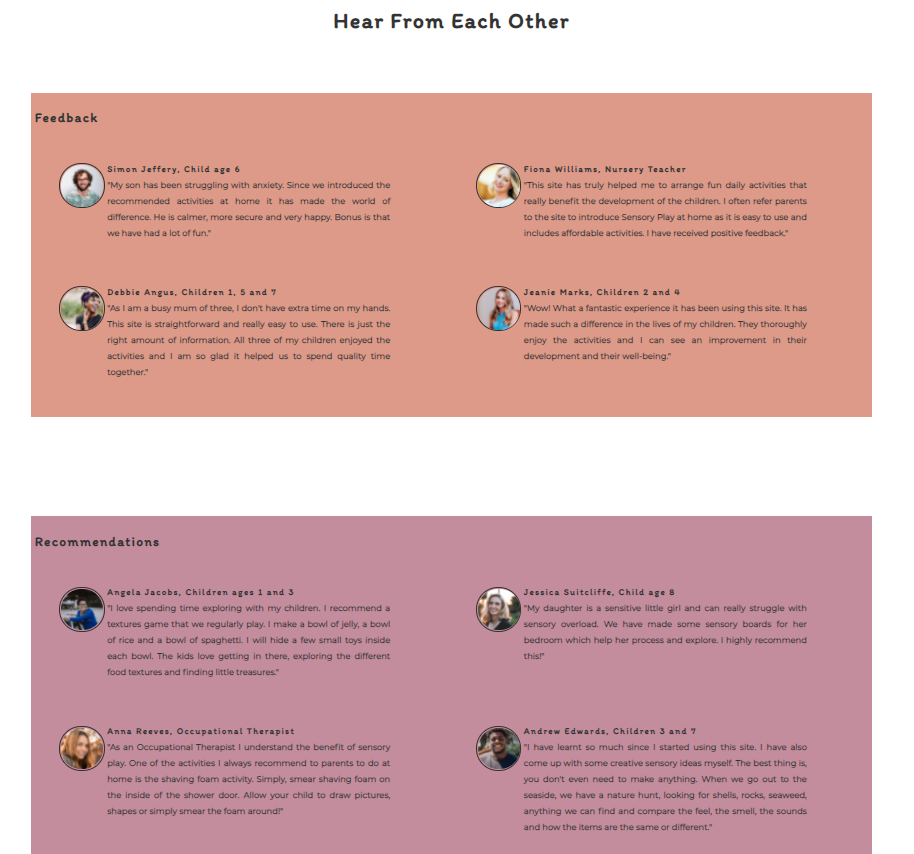 Hear From Each Other
Feedback
Simon Jeffery, Child age 6
"My son has been struggling with anxiety. Since we introduced the
recommended activities at home it has made the world of
difference. He is calmer, more secure and very happy. Bonus is that
we have had a lot of fun."
Fiona Williams, Nursery Teacher
"This site has truly helped me to arrange fun daily activities that
really benefit the development of the children. I often refer parents
to the site to introduce Sensory Play at home as it is easy to use and
includes affordable activities. I have received positive feedback."
Debbie Angus, Children 1, 5 and 7
"As I am a busy mum of three, I don't have extra time on my hands.
This site is straightforward and really easy to use. There is just the
right amount of information. All three of my children enjoyed the
activities and I am so glad it helped us to spend quality time
together."
Jeanie Marks, Children 2 and 4
"Wow! What a fantastic experience it has been using this site. It has
made such a difference in the lives of my children. They thoroughly
enjoy the activities and I can see an improvement in their
development and their well-being."
Recommendations
Angela Jacobs, Children ages 1 and 3
"I love spending time exploring with my children. I recommend a
textures game that we regularly play. I make a bowl of jelly, a bowl
of rice and a bowl of spaghetti. I will hide a few small toys inside
each bowl. The kids love getting in there, exploring the different
food textures and finding little treasures."
Jessica Suitcliffe, Child age 8
"My daughter is a sensitive little girl and can really struggle with
sensory overload. We have made some sensory boards for her
bedroom which help her process and explore. I highly recommend
this!"
Anna Reeves, Occupational Therapist
"As an Occupational Therapist I understand the benefit of sensory
play. One of the activities I always recommend to parents to do at
home is the shaving foam activity. Simply, smear shaving foam on
the inside of the shower door. Allow your child to draw pictures,
shapes or simply smear the foam around!"
Andrew Edwards, Children 3 and 7
"I have learnt so much since I started using this site. I have also
come up with some creative sensory ideas myself. The best thing is,
you don't even need to make anything. When we go out to the
seaside, we have a nature hunt, looking for shells, rocks, seaweed,
anything we can find and compare the feel, the smell, the sounds
and how the items are the same or different."